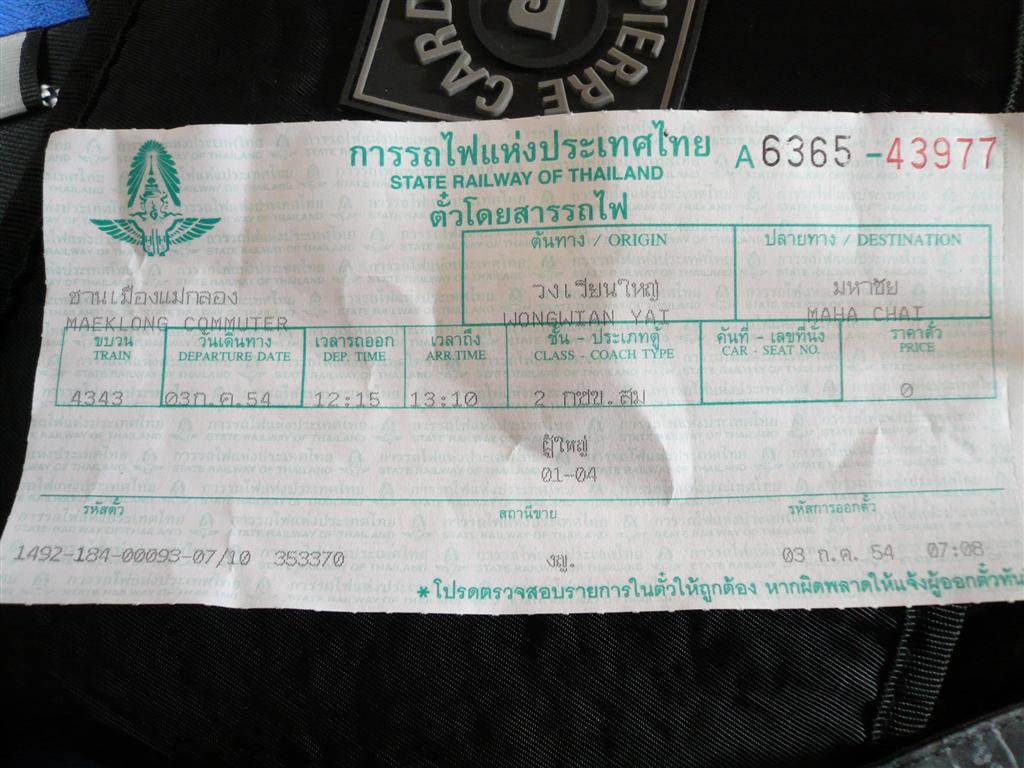 PIERRE CARD
การรถไฟแห่งประเทศไทย
A 6365 -43977
STATE RAILWAY OF THAILAND
ตั๋วโดยสารรถไฟ
ต้นทาง / ORIGIN
ปลายทาง / DESTINATION
ชานเมืองแม่กลอง
วงเวียนใหญ่
มหาชัย
MAEKLONG COMMUTER
WONGWIAN YAI
MAHA CHAI
ขบวน
วันเดินทาง
เวลารถออก
เวลาถึง
ชั้น - ประเภทตู้
คันที่ - เลขที่นั่ง
ราคาตั๋ว
TRAIN
DEPARTURE DATE
DEP. TIME
ARR.TIME
CLASS - COACH TYPE
CAR - SEAT NO.
PRICE
4343
03ก.ค.54
12:15
13:10
2 กซข.สม
0
ผู้ใหญ่
01-04
รหัสตั๋ว
สถานีขาย
รหัสการออกตั๋ว
1492-184-00093-07/10 353370
งญ.
03 ก.ค. 54 07:08
*โปรดตรวจสอบรายการในตั๋วให้ถูกต้อง หากผิดพลาดให้แจ้งผู้ออกตั๋วทัน